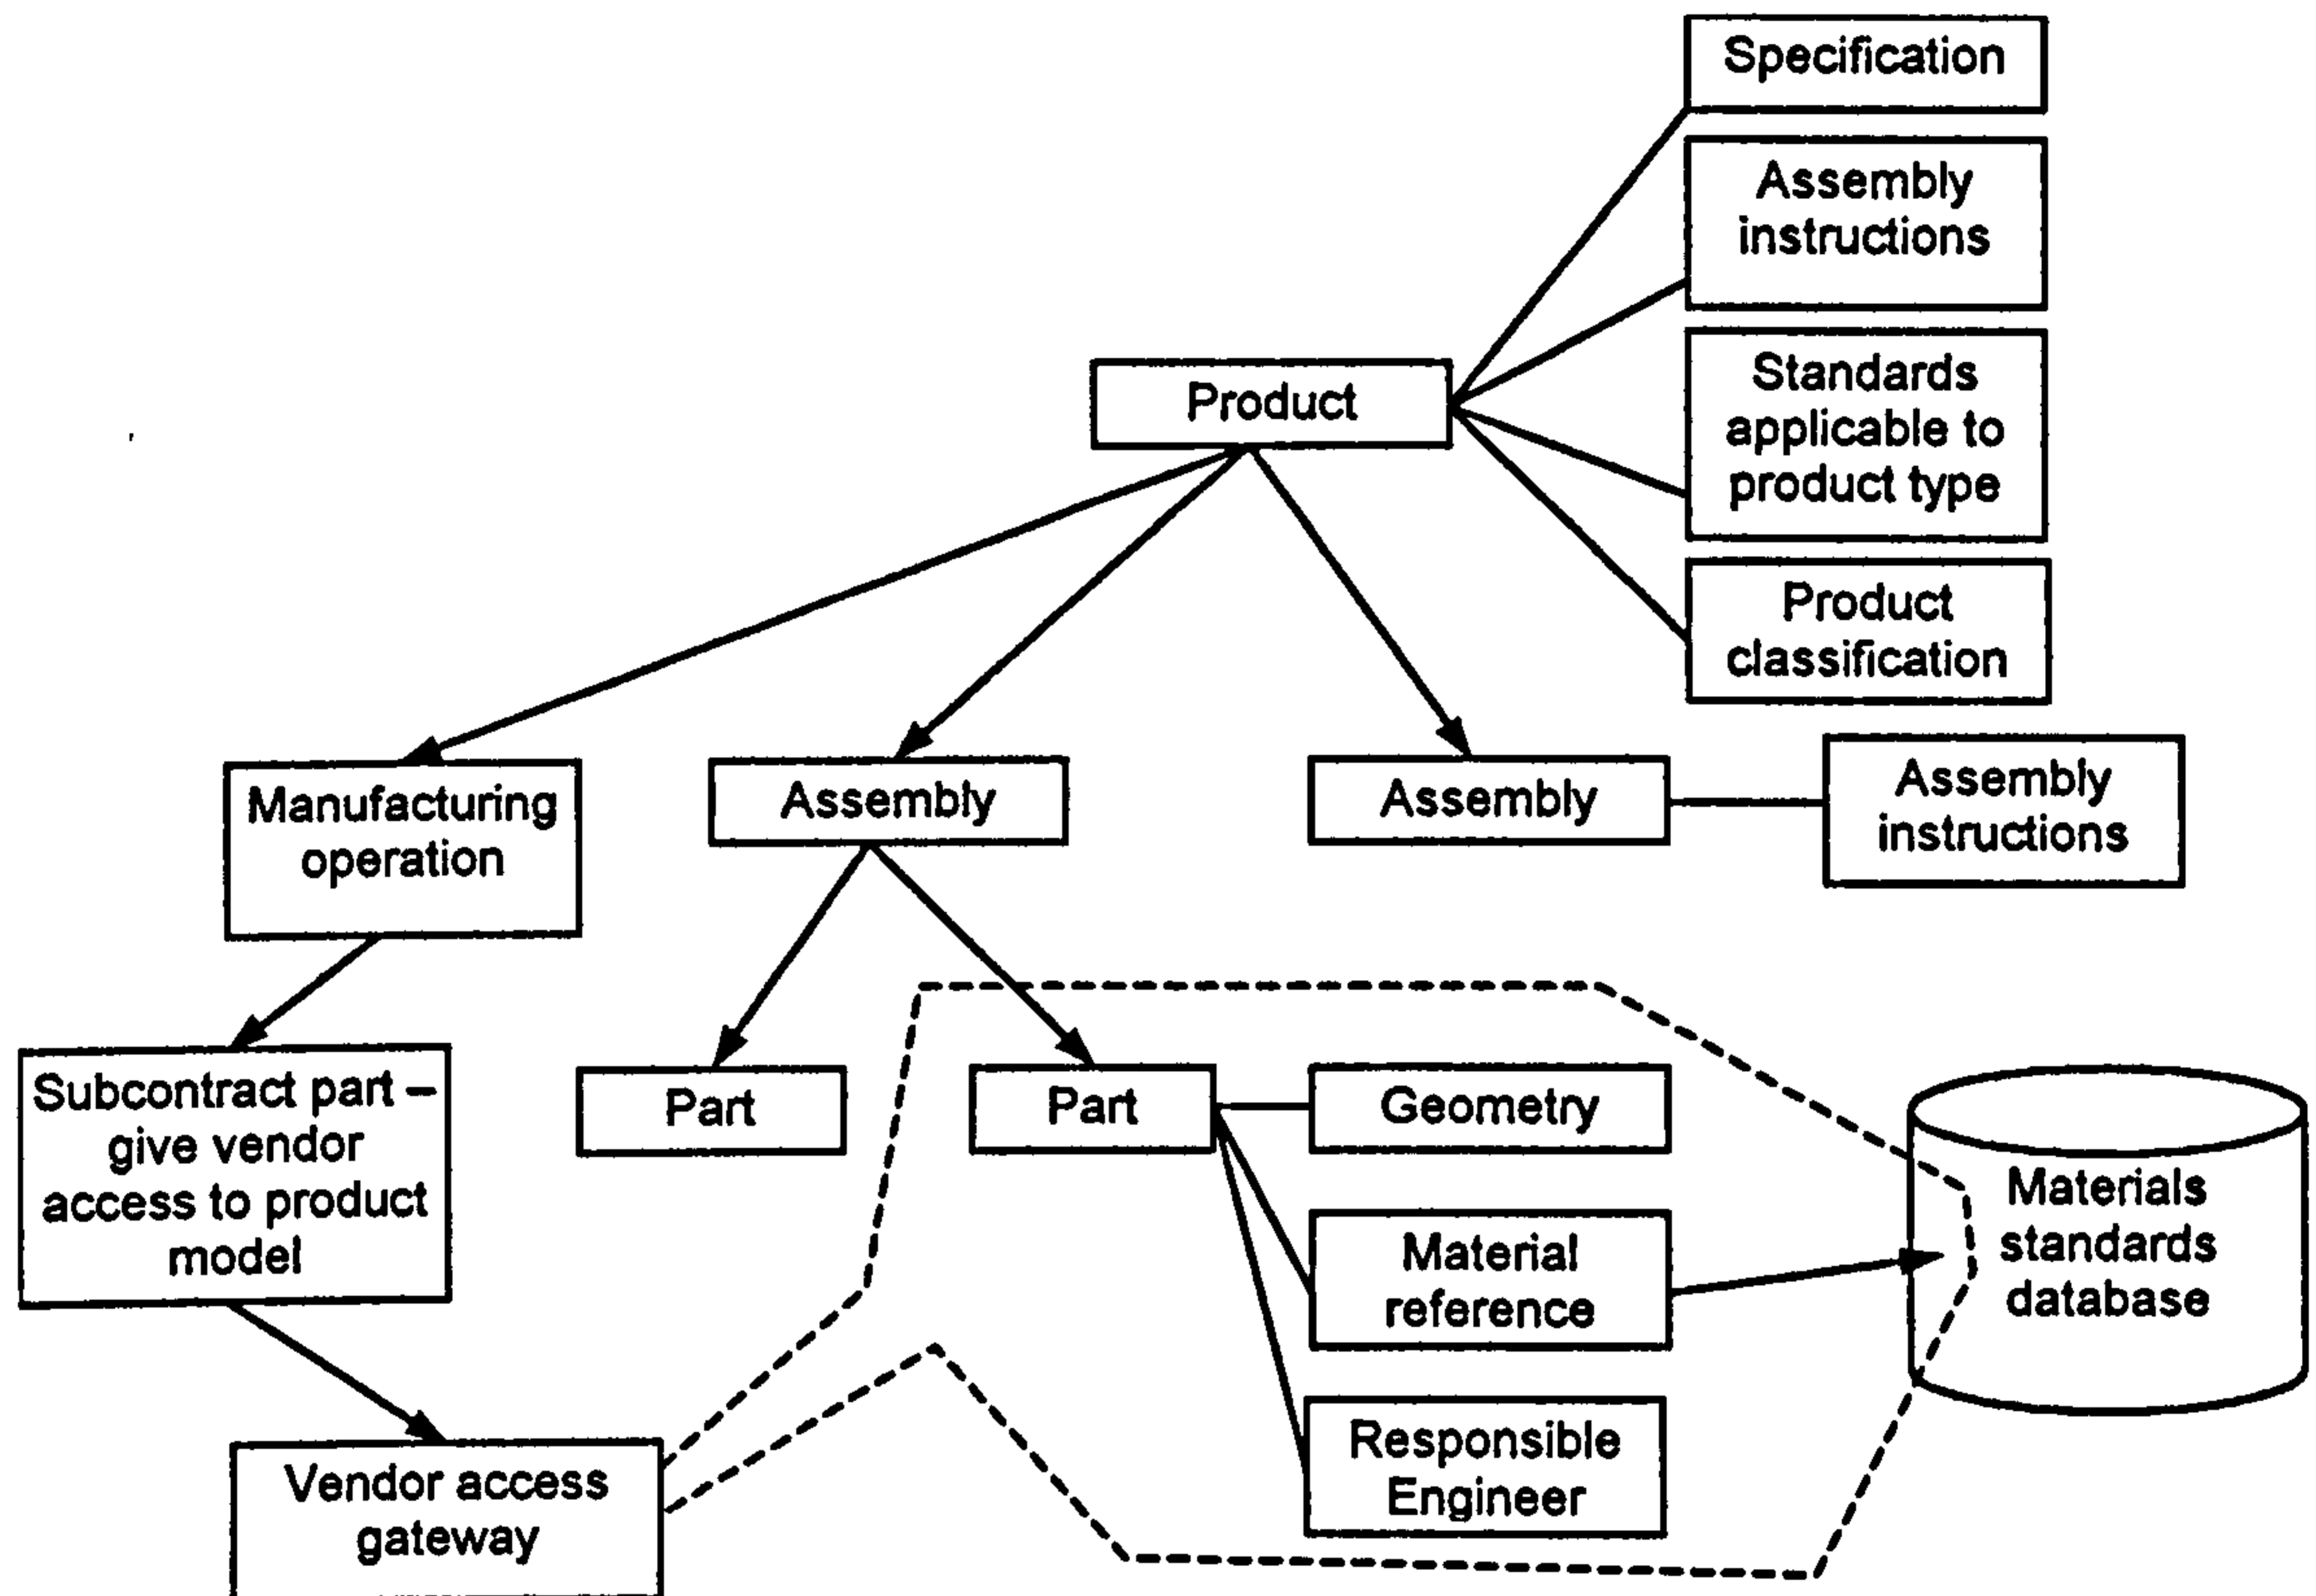 Specification
Assembly
instructions
Standards
applicable to
product type
Product
Product
classification
Manufacturing
operation
Assembly
Assembly
Assembly
instructions
Subcontract part –
give vendor
access to product
model
Part
Part
Geometry
Material
reference
Responsible
Engineer
Materials
standards
database
Vendor access
gateway